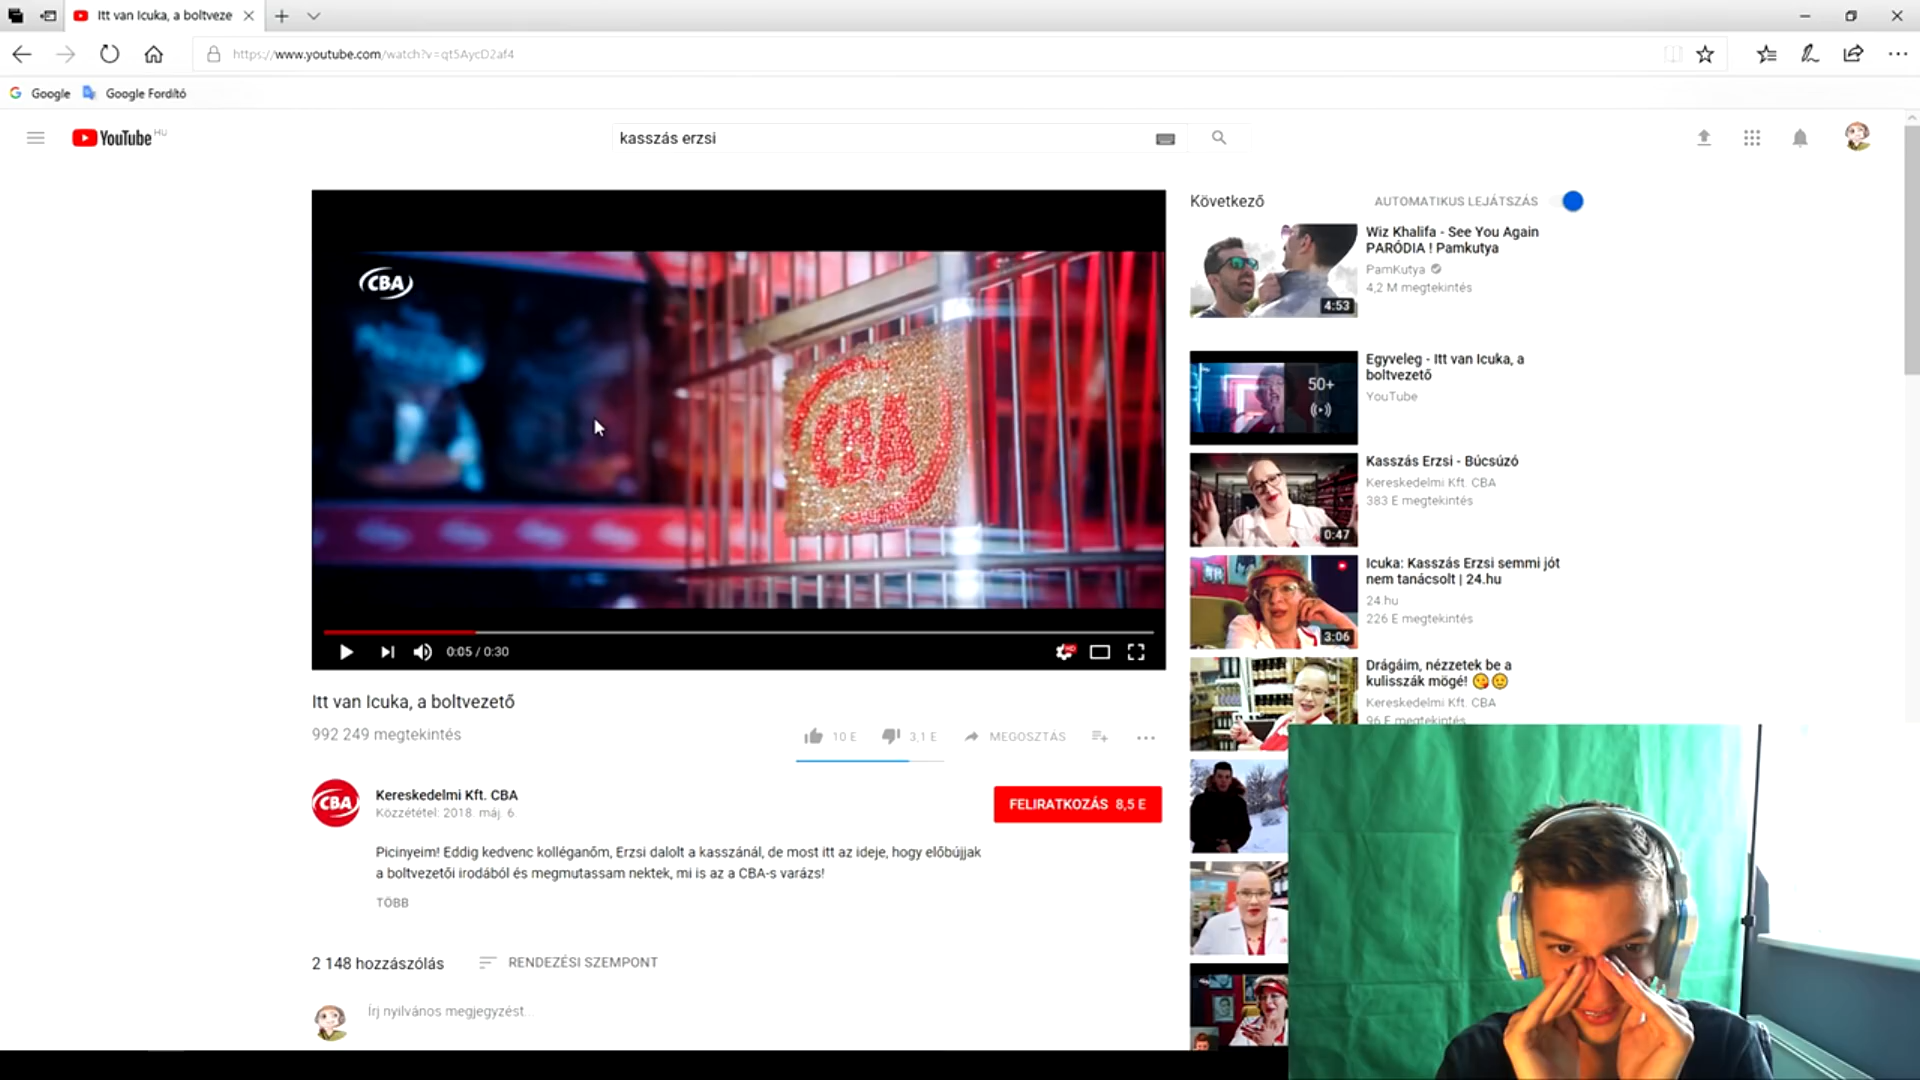 Itt van Icuka, a boltveze
https://www.youtube.com/watch?v=qt5AycD2af4
Google
Google Fordító
YouTube HU
kasszás erzsi
CBA
CBA
0:05 / 0:30
HD
Itt van Icuka, a boltvezető
992 249 megtekintés
10 E
3,1 E
MEGOSZTÁS
CBA
Kereskedelmi Kft. CBA
Közzététel: 2018. máj. 6.
FELIRATKOZÁS 8,5 E
Picinyeim! Eddig kedvenc kolléganőm, Erzsi dalolt a kasszánál, de most itt az ideje, hogy előbújjak
a boltvezetői irodából és megmutassam nektek, mi is az a CBA-s varázs!
TÖBB
2 148 hozzászólás
RENDEZÉSI SZEMPONT
Írj nyilvános megjegyzést...
Következő
AUTOMATIKUS LEJÁTSZÁS
Wiz Khalifa - See You Again
PARÓDIA ! Pamkutya
PamKutya
4,2 M megtekintés
4:53
Egyveleg - Itt van Icuka, a
boltvezető
YouTube
50+
Kasszás Erzsi - Búcsúzó
Kereskedelmi Kft. CBA
383 E megtekintés
0:47
Icuka: Kasszás Erzsi semmi jót
nem tanácsolt | 24.hu
24.hu
226 E megtekintés
3:06
Drágáim, nézzetek be a
kulisszák mögé! 😘😉
Kereskedelmi Kft. CBA
96 E megtekintés